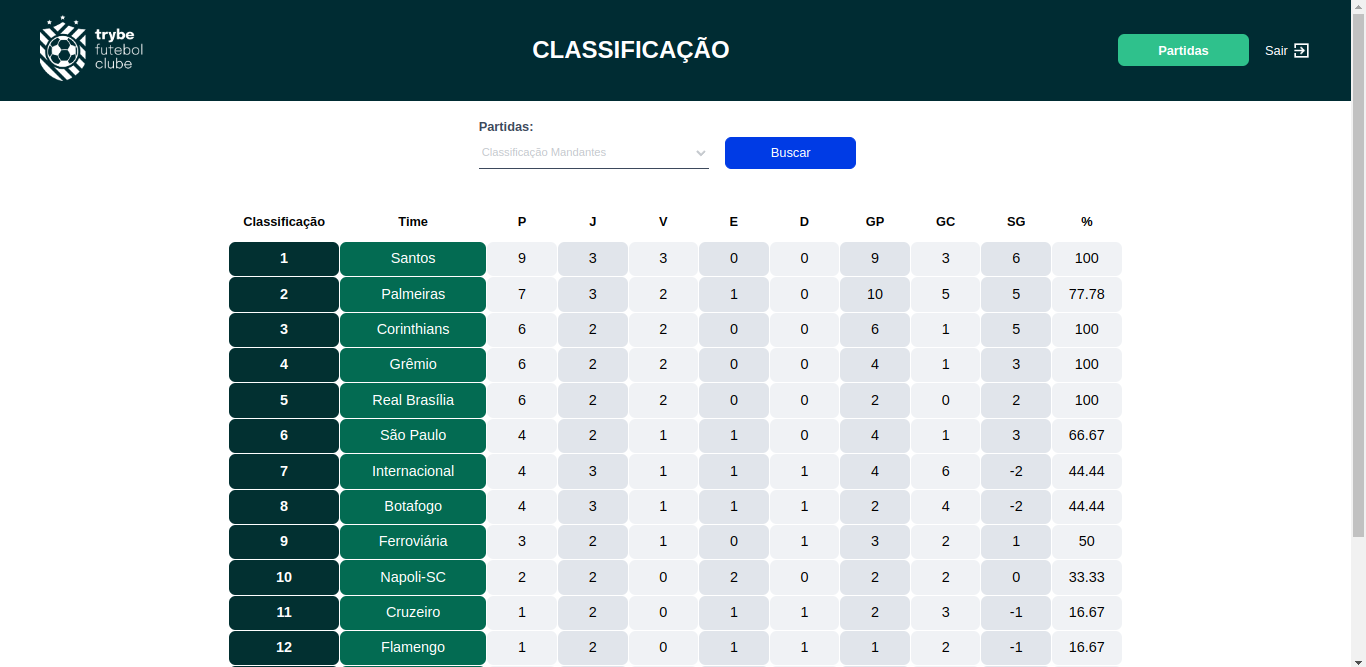 trybe
futebol
clube
CLASSIFICAÇÃO
Partidas
Sair
Partidas:
Classificação Mandantes
Buscar
Classificação Time P J V E D GP GC SG %
1 Santos 9 3 3 0 0 9 3 6 100
2 Palmeiras 7 3 2 1 0 10 5 5 77.78
3 Corinthians 6 2 2 0 0 6 1 5 100
4 Grêmio 6 2 2 0 0 4 1 3 100
5 Real Brasília 6 2 2 0 0 2 0 2 100
6 São Paulo 4 2 1 1 0 4 1 3 66.67
7 Internacional 4 3 1 1 1 4 6 -2 44.44
8 Botafogo 4 3 1 1 1 2 4 -2 44.44
9 Ferroviária 3 2 1 0 1 3 2 1 50
10 Napoli-SC 2 2 0 2 0 2 2 0 33.33
11 Cruzeiro 1 2 0 1 1 2 3 -1 16.67
12 Flamengo 1 2 0 1 1 1 2 -1 16.67